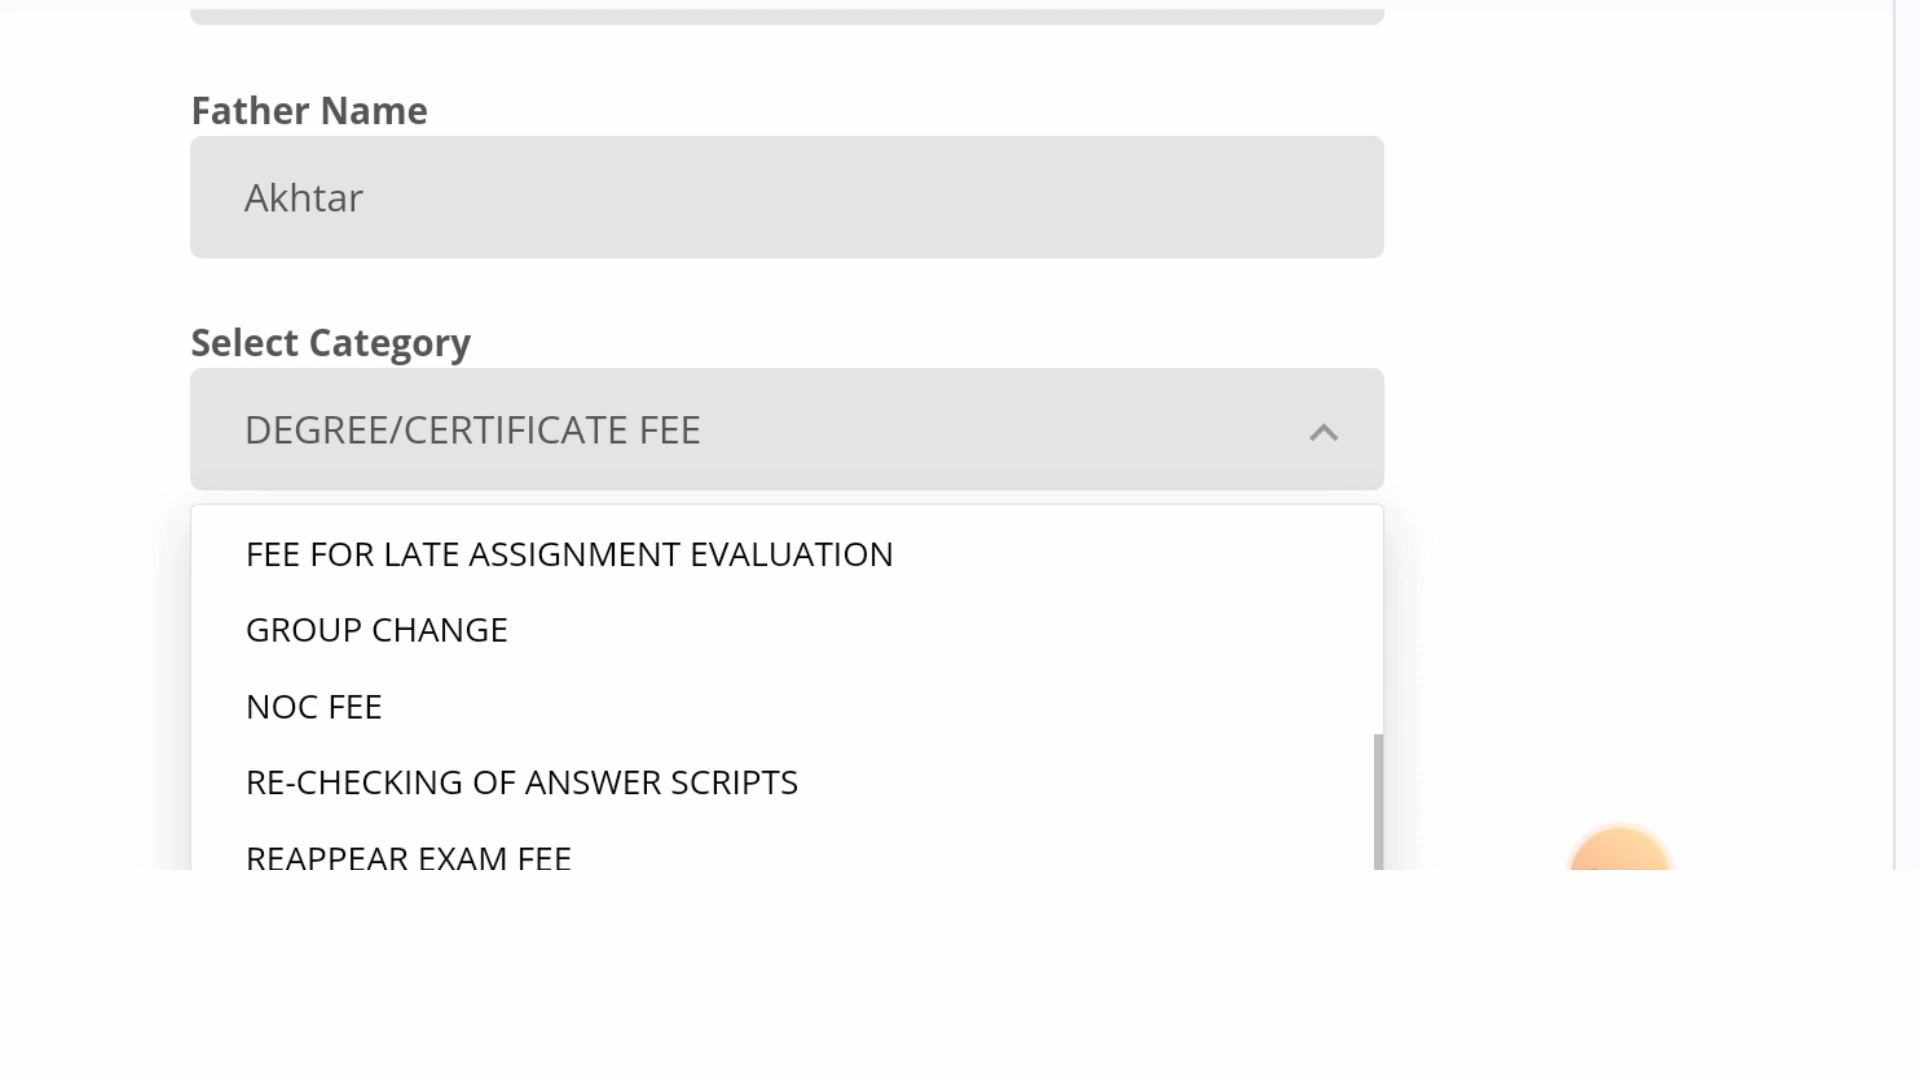 Father Name
Akhtar
Select Category
DEGREE/CERTIFICATE FEE
FEE FOR LATE ASSIGNMENT EVALUATION
GROUP CHANGE
NOC FEE
RE-CHECKING OF ANSWER SCRIPTS
REAPPEAR EXAM FEE